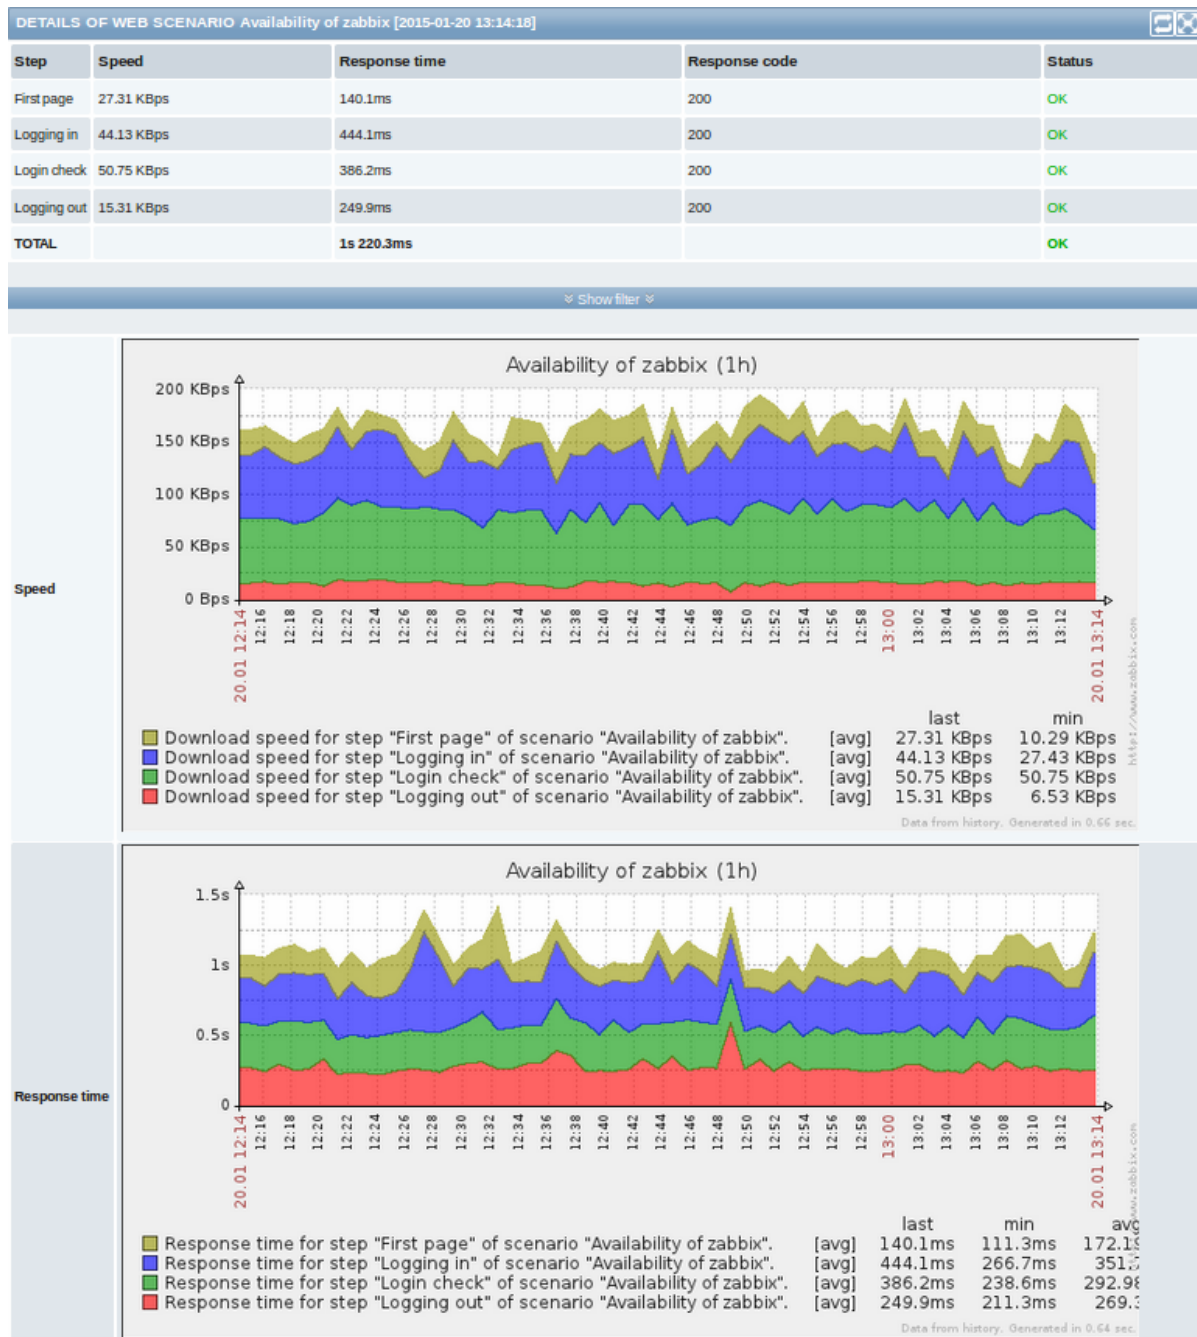 DETAILS OF WEB SCENARIO Availability of zabbix [2015-01-20 13:14:18]
Step Speed Response time Response code Status
First page 27.31 KBps 140.1ms 200 OK
Logging in 44.13 KBps 444.1ms 200 OK
Login check 50.75 KBps 386.2ms 200 OK
Logging out 15.31 KBps 249.9ms 200 OK
TOTAL 1s 220.3ms OK
Show filter
Speed
Availability of zabbix (1h)
200 KBps
150 KBps
100 KBps
50 KBps
0 Bps
20.01 12:14 12:16 12:18 12:20 12:22 12:24 12:26 12:28 12:30 12:32 12:34 12:36 12:38 12:40 12:42 12:44 12:46 12:48 12:50 12:52 12:54 12:56 12:58 13:00 13:02 13:04 13:06 13:08 13:10 13:12 20.01 13:14
http://www.zabbix.com
last min
Download speed for step "First page" of scenario "Availability of zabbix". [avg] 27.31 KBps 10.29 KBps
Download speed for step "Logging in" of scenario "Availability of zabbix". [avg] 44.13 KBps 27.43 KBps
Download speed for step "Login check" of scenario "Availability of zabbix". [avg] 50.75 KBps 50.75 KBps
Download speed for step "Logging out" of scenario "Availability of zabbix". [avg] 15.31 KBps 6.53 KBps
Data from history. Generated in 0.66 sec.
Response time
Availability of zabbix (1h)
1.5s
1s
0.5s
0
20.01 12:14 12:16 12:18 12:20 12:22 12:24 12:26 12:28 12:30 12:32 12:34 12:36 12:38 12:40 12:42 12:44 12:46 12:48 12:50 12:52 12:54 12:56 12:58 13:00 13:02 13:04 13:06 13:08 13:10 13:12 20.01 13:14
last min avg
Response time for step "First page" of scenario "Availability of zabbix". [avg] 140.1ms 111.3ms 172.1
Response time for step "Logging in" of scenario "Availability of zabbix". [avg] 444.1ms 266.7ms 351.
Response time for step "Login check" of scenario "Availability of zabbix". [avg] 386.2ms 238.6ms 292.98
Response time for step "Logging out" of scenario "Availability of zabbix". [avg] 249.9ms 211.3ms 269.
Data from history. Generated in 0.64 sec.